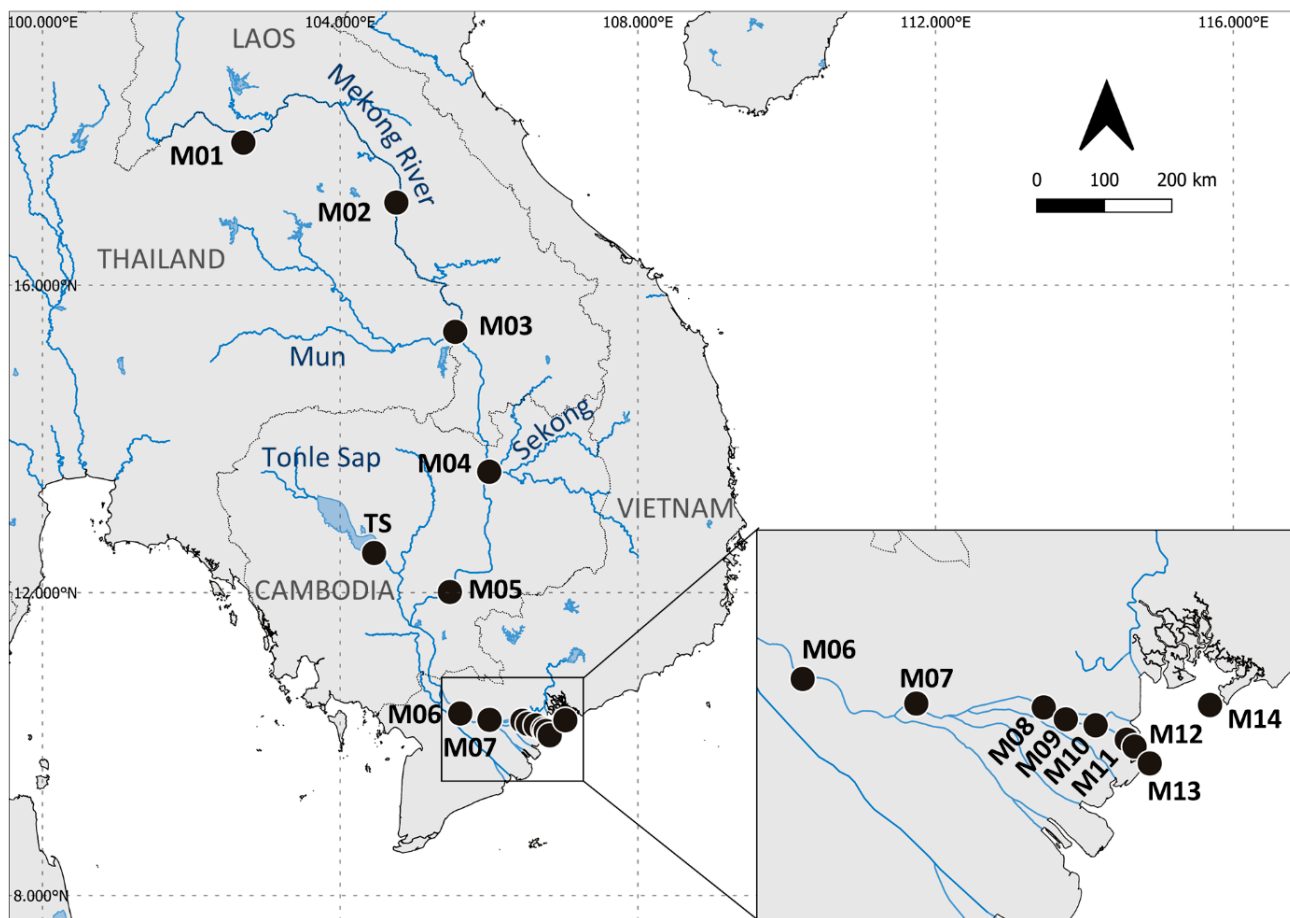 100.000°E
104.000°E
108.000°E
112.000°E
116.000°E
LAOS
Mekong River
M01
M02
0 100 200 km
THAILAND
16.000°N
M03
Mun
Sekong
Tonle Sap
M04
TS
VIETNAM
CAMBODIA
M05
12.000°N
M06
M07
M06
M07
M08
M09
M10
M11
M12
M13
M14
8.000°N